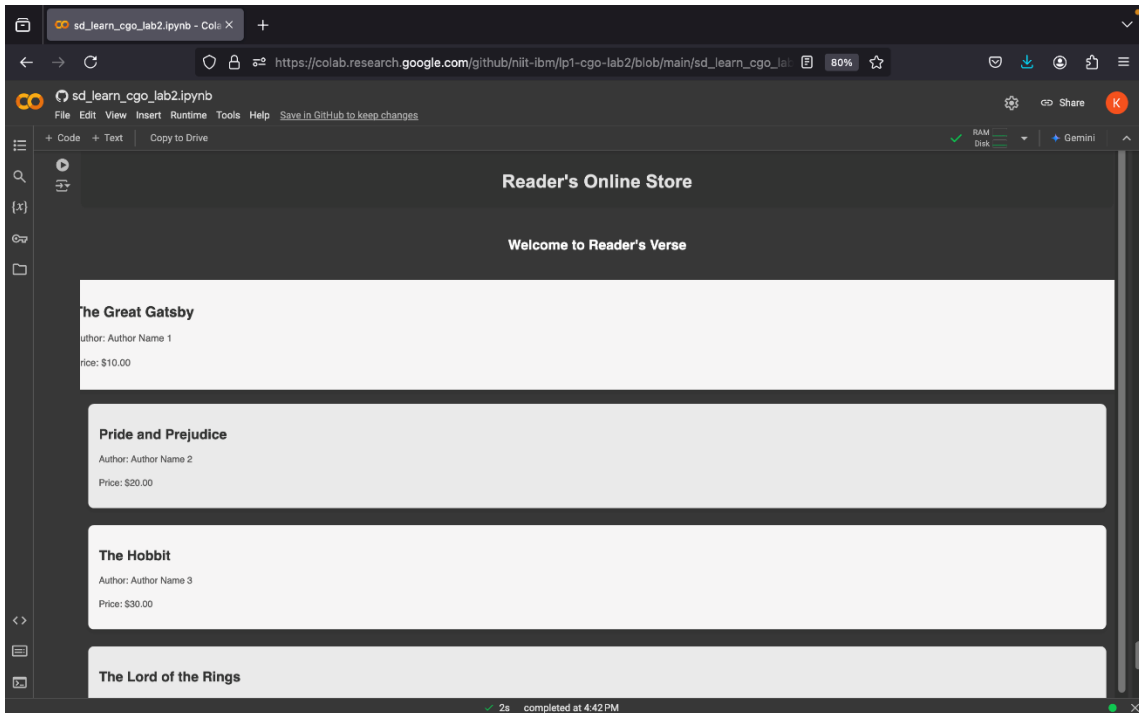 sd_learn_cgo_lab2.ipynb - Cola
https://colab.research.google.com/github/niit-ibm/lp1-cgo-lab2/blob/main/sd_learn_cgo_lab
80%
sd_learn_cgo_lab2.ipynb
File Edit View Insert Runtime Tools Help Save in GitHub to keep changes
Share
K
+ Code + Text Copy to Drive
RAM
Disk
Gemini
{x}
Reader's Online Store
Welcome to Reader's Verse
The Great Gatsby
uthor: Author Name 1
rice: $10.00
Pride and Prejudice
Author: Author Name 2
Price: $20.00
The Hobbit
Author: Author Name 3
Price: $30.00
The Lord of the Rings
2s completed at 4:42 PM